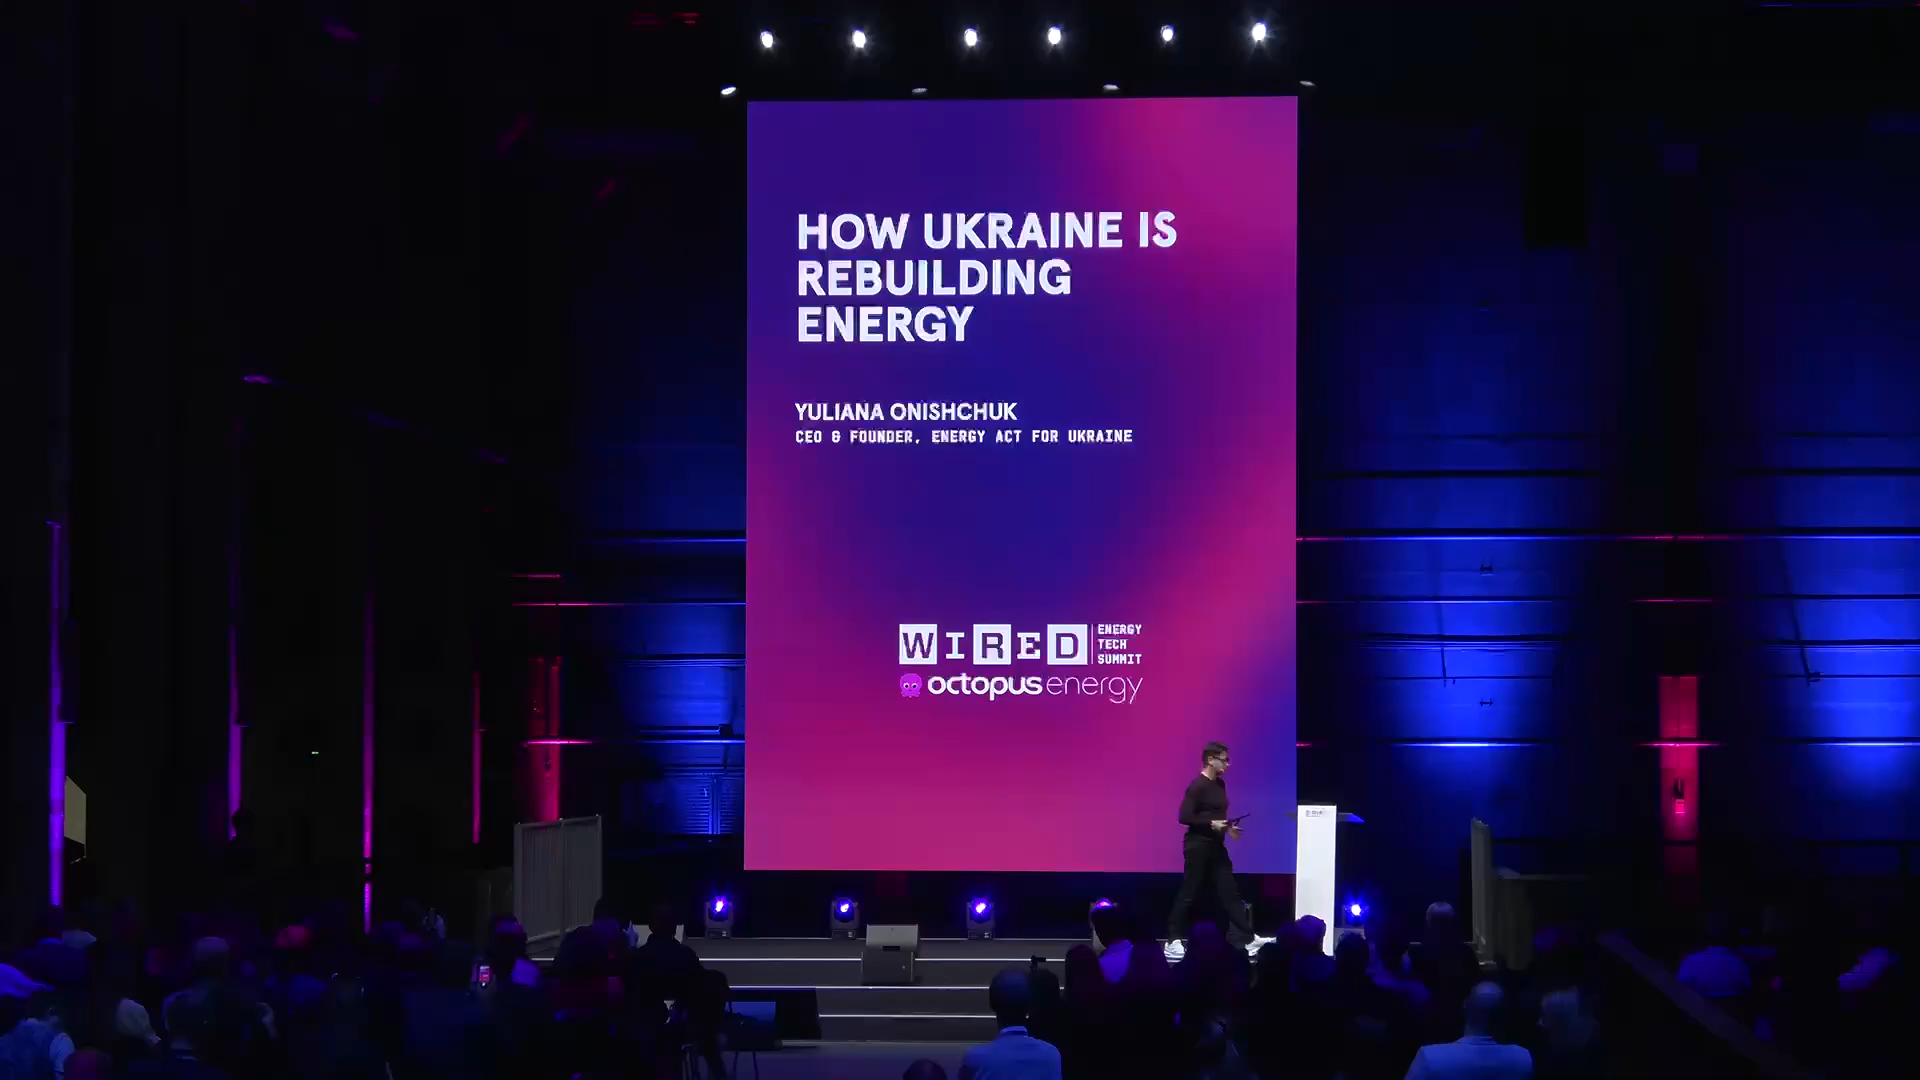 HOW UKRAINE IS
REBUILDING
ENERGY
YULIANA ONISHCHUK
CEO & FOUNDER, ENERGY ACT FOR UKRAINE
WIRED
ENERGY
TECH
SUMMIT
octopus energy